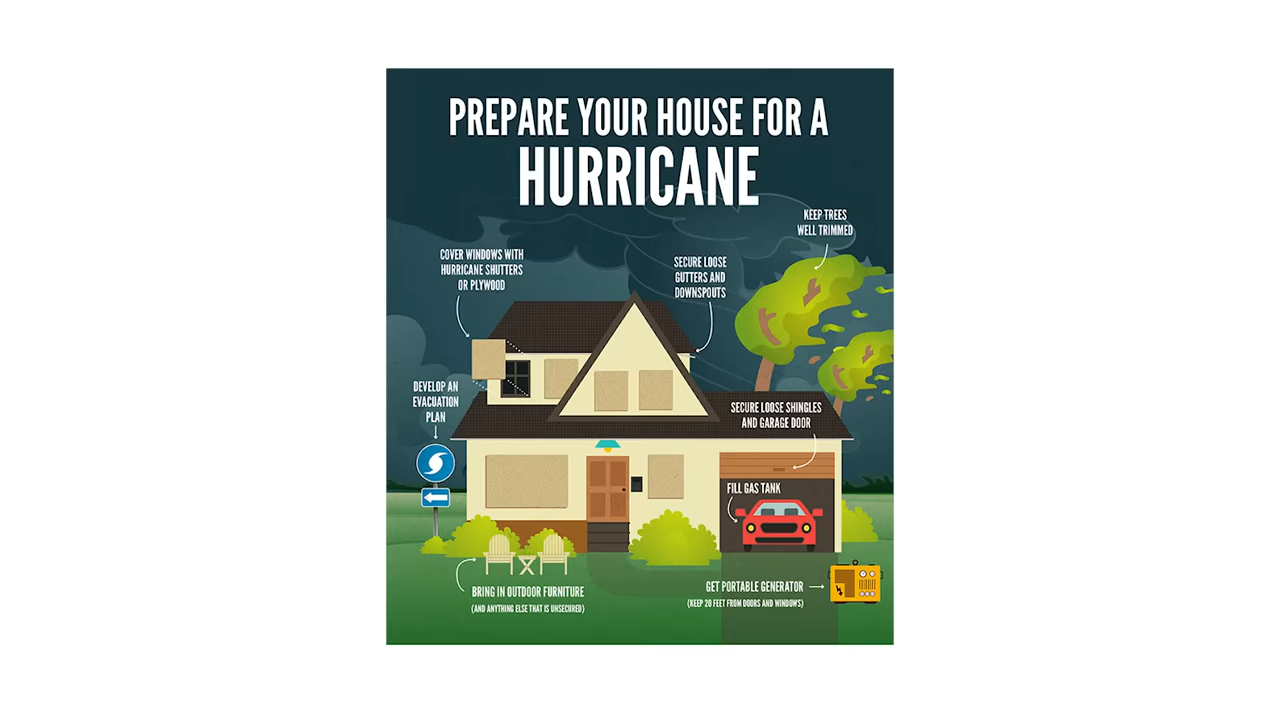 PREPARE YOUR HOUSE FOR A
HURRICANE
KEEP TREES
WELL TRIMMED
COVER WINDOWS WITH
HURRICANE SHUTTERS
OR PLYWOOD
SECURE LOOSE
GUTTERS AND
DOWNSPOUTS
DEVELOP AN
EVACUATION
PLAN
SECURE LOOSE SHINGLES
AND GARAGE DOOR
FILL GAS TANK
BRING IN OUTDOOR FURNITURE
(AND ANYTHING ELSE THAT IS UNSECURED)
GET PORTABLE GENERATOR
(KEEP 20 FEET FROM DOORS AND WINDOWS)